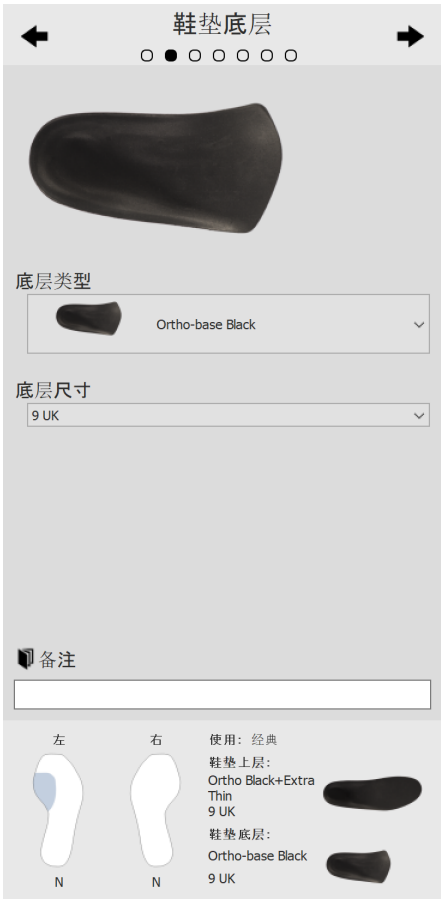 鞋垫底层
底层类型
Ortho-base Black
底层尺寸
9 UK
备注
左
右
使用: 经典
鞋垫上层:
Ortho Black+Extra
Thin
9 UK
鞋垫底层:
Ortho-base Black
9 UK
N
N